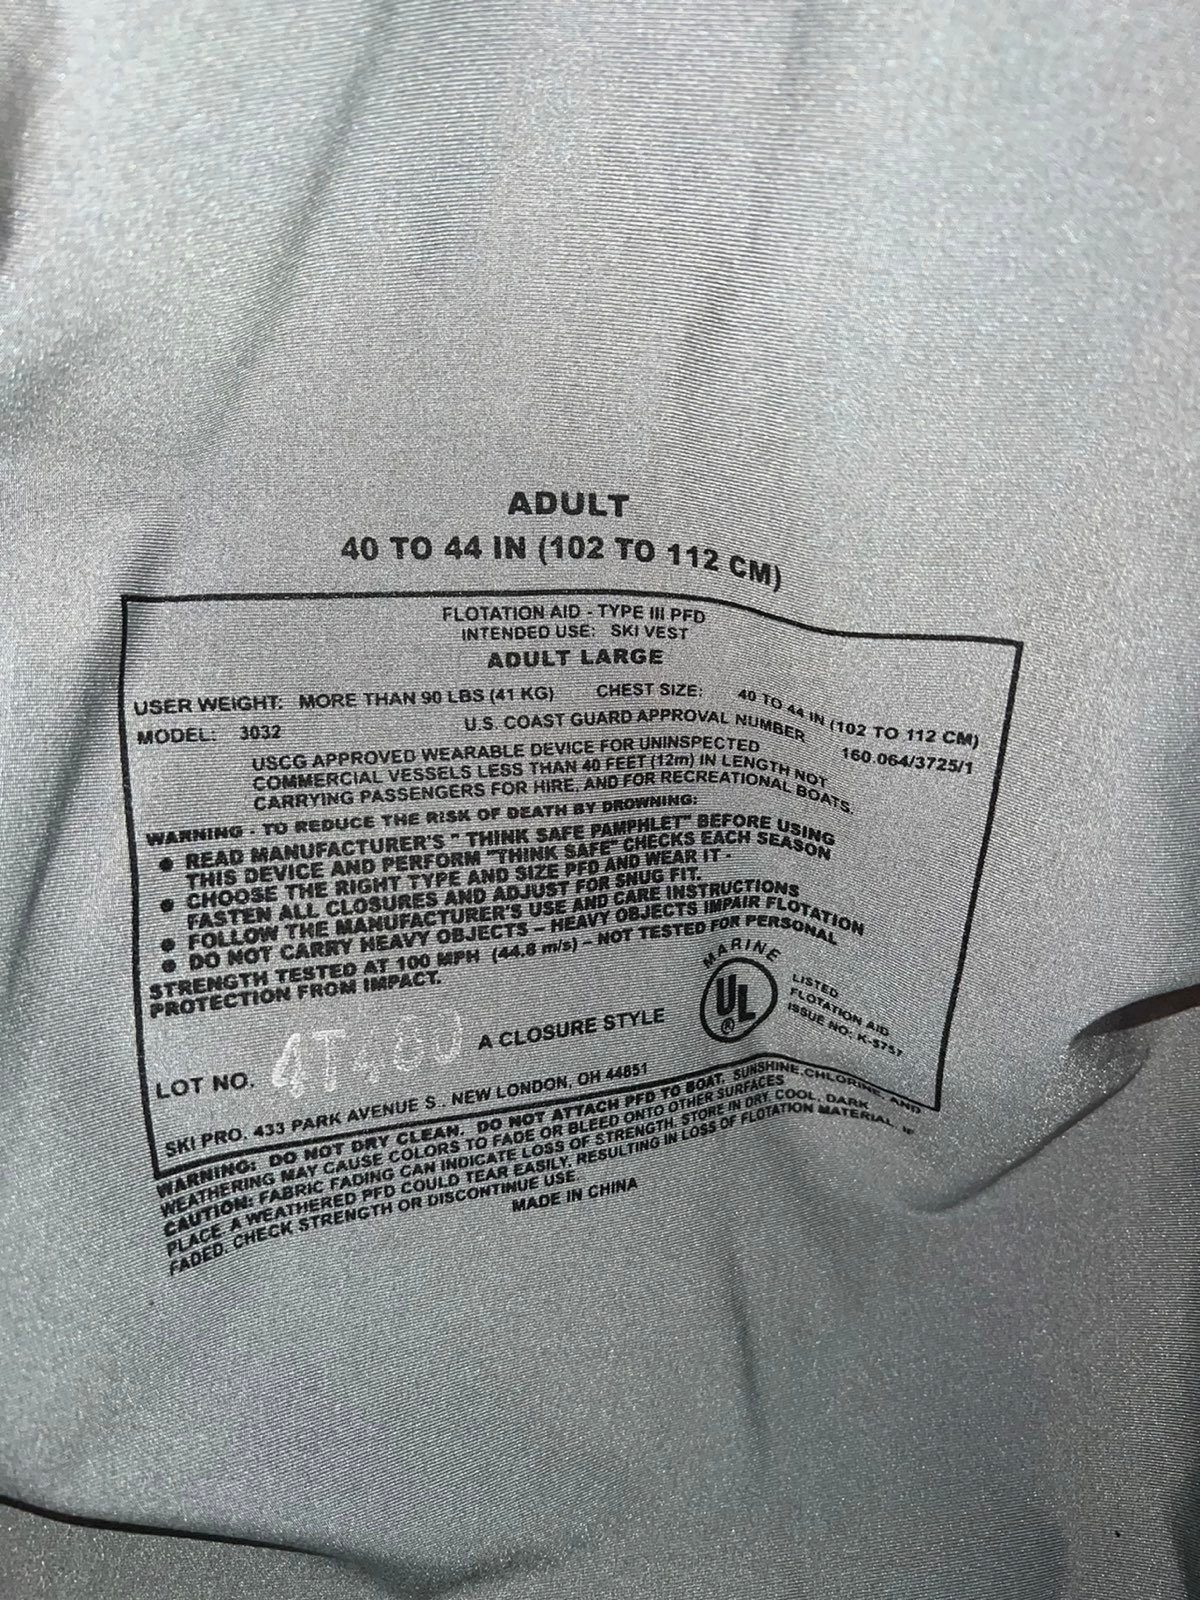 ADULT
40 TO 44 IN (102 TO 112 CM)
FLOTATION AID - TYPE III PFD
INTENDED USE: SKI VEST
ADULT LARGE
USER WEIGHT: MORE THAN 90 LBS (41 KG) CHEST SIZE: 40 TO 44 IN (102 TO 112 CM)
MODEL: 3032 U.S. COAST GUARD APPROVAL NUMBER 160.064/3725/1
USCG APPROVED WEARABLE DEVICE FOR UNINSPECTED
COMMERCIAL VESSELS LESS THAN 40 FEET (12m) IN LENGTH NOT
CARRYING PASSENGERS FOR HIRE, AND FOR RECREATIONAL BOATS.
WARNING - TO REDUCE THE RISK OF DEATH BY DROWNING:
● READ MANUFACTURER'S " THINK SAFE PAMPHLET" BEFORE USING
THIS DEVICE AND PERFORM "THINK SAFE" CHECKS EACH SEASON
● CHOOSE THE RIGHT TYPE AND SIZE PFD AND WEAR IT -
FASTEN ALL CLOSURES AND ADJUST FOR SNUG FIT.
● FOLLOW THE MANUFACTURER'S USE AND CARE INSTRUCTIONS
● DO NOT CARRY HEAVY OBJECTS – HEAVY OBJECTS IMPAIR FLOTATION
STRENGTH TESTED AT 100 MPH (44.8 m/s) – NOT TESTED FOR PERSONAL
PROTECTION FROM IMPACT.
MARINE
UL
®
LISTED
FLOTATION AID
ISSUE NO: K-5757
A CLOSURE STYLE
LOT NO.
SKI PRO. 433 PARK AVENUE S.. NEW LONDON, OH 44851
WARNING: DO NOT DRY CLEAN. DO NOT ATTACH PFD TO BOAT. SUNSHINE,CHLORINE, AND
WEATHERING MAY CAUSE COLORS TO FADE OR BLEED ONTO OTHER SURFACES
CAUTION: FABRIC FADING CAN INDICATE LOSS OF STRENGTH. STORE IN DRY, COOL, DARK
PLACE. A WEATHERED PFD COULD TEAR EASILY, RESULTING IN LOSS OF FLOTATION MATERIAL. IF
FADED, CHECK STRENGTH OR DISCONTINUE USE.
MADE IN CHINA